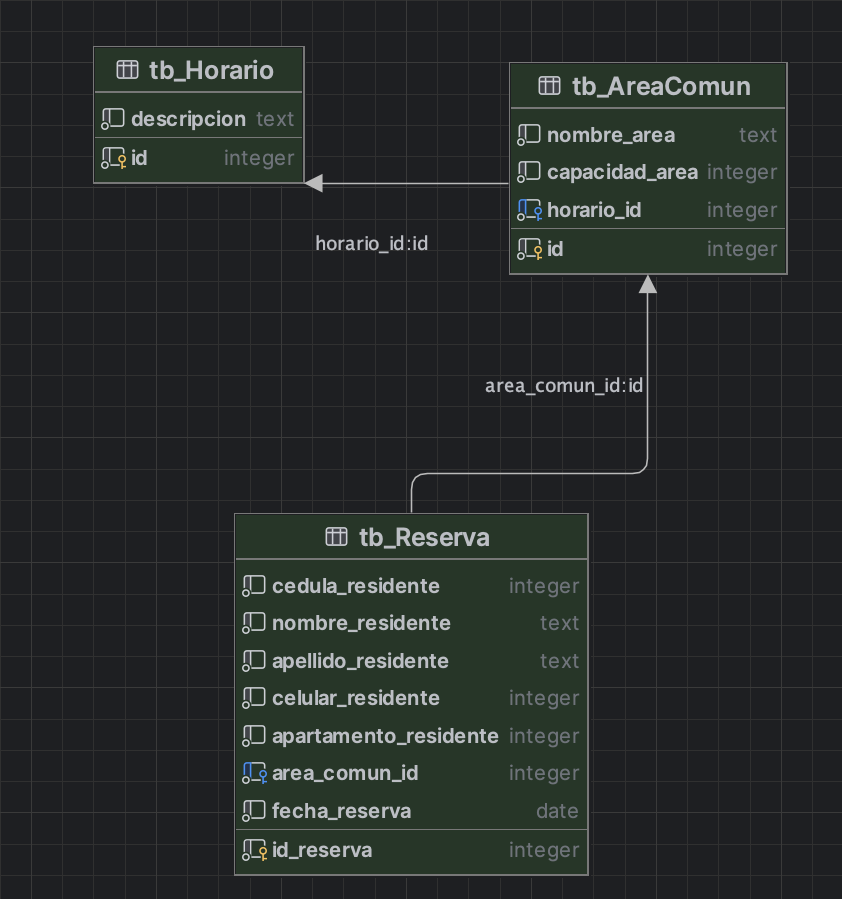 tb_Horario
descripcion text
id integer
tb_AreaComun
nombre_area text
capacidad_area integer
horario_id integer
id integer
horario_id:id
area_comun_id:id
tb_Reserva
cedula_residente integer
nombre_residente text
apellido_residente text
celular_residente integer
apartamento_residente integer
area_comun_id integer
fecha_reserva date
id_reserva integer